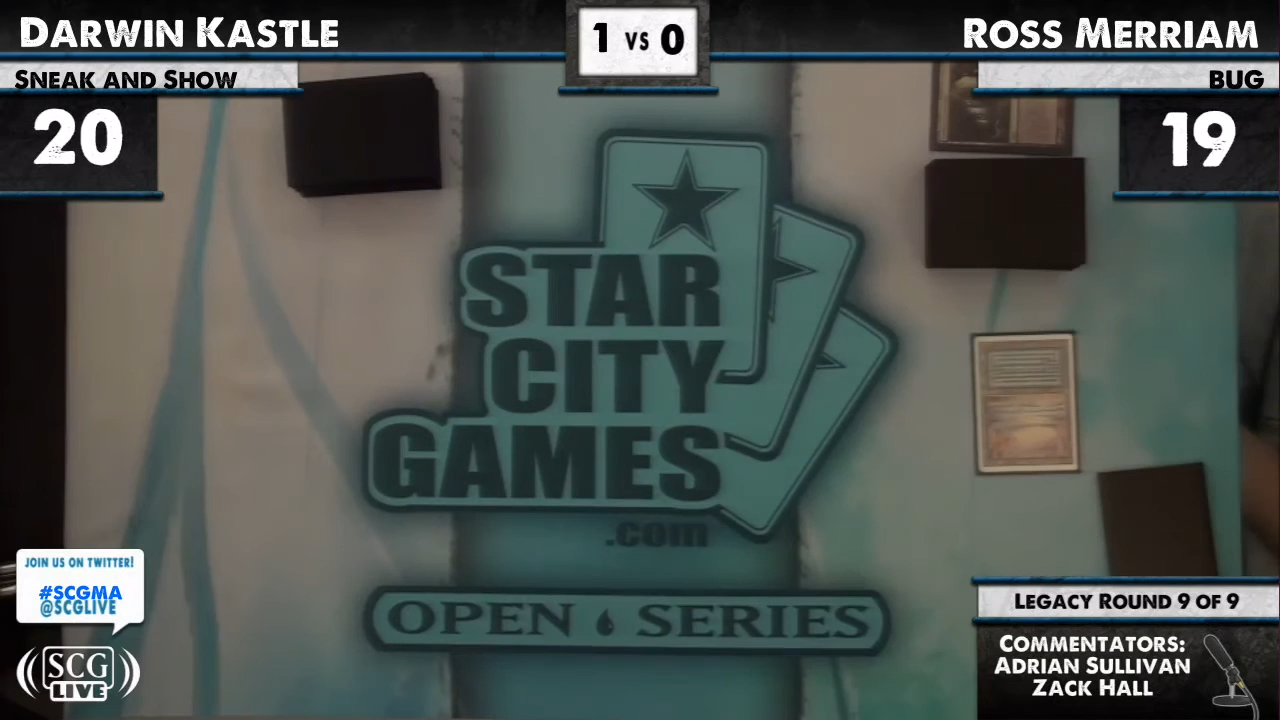 DARWIN KASTLE
1 VS 0
ROSS MERRIAM
SNEAK AND SHOW
BUG
20
19
STAR
CITY
GAMES
.com
OPEN SERIES
JOIN US ON TWITTER!
#SCGMA
@SCGLIVE
SCG
LIVE
LEGACY ROUND 9 OF 9
COMMENTATORS:
ADRIAN SULLIVAN
ZACK HALL